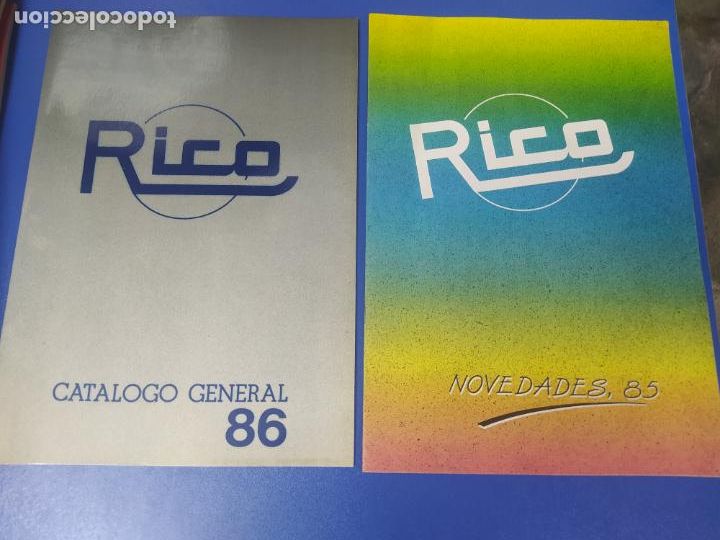 todocoleccion
Rico
CATALOGO GENERAL
86
Rico
NOVEDADES, 85